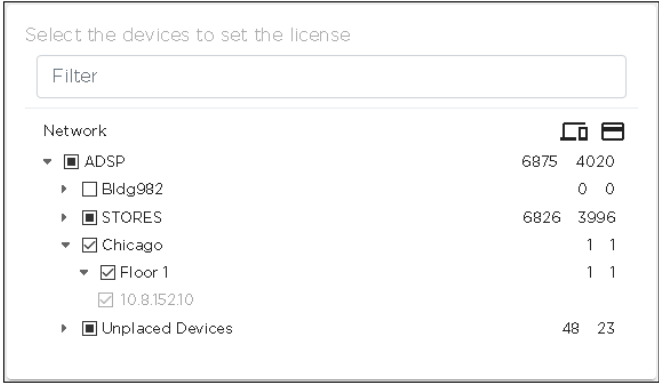 Select the devices to set the license
Filter
Network
ADSP 6875 4020
Bldg982 0 0
STORES 6826 3996
Chicago 1 1
Floor 1 1 1
10.8.152.10
Unplaced Devices 48 23